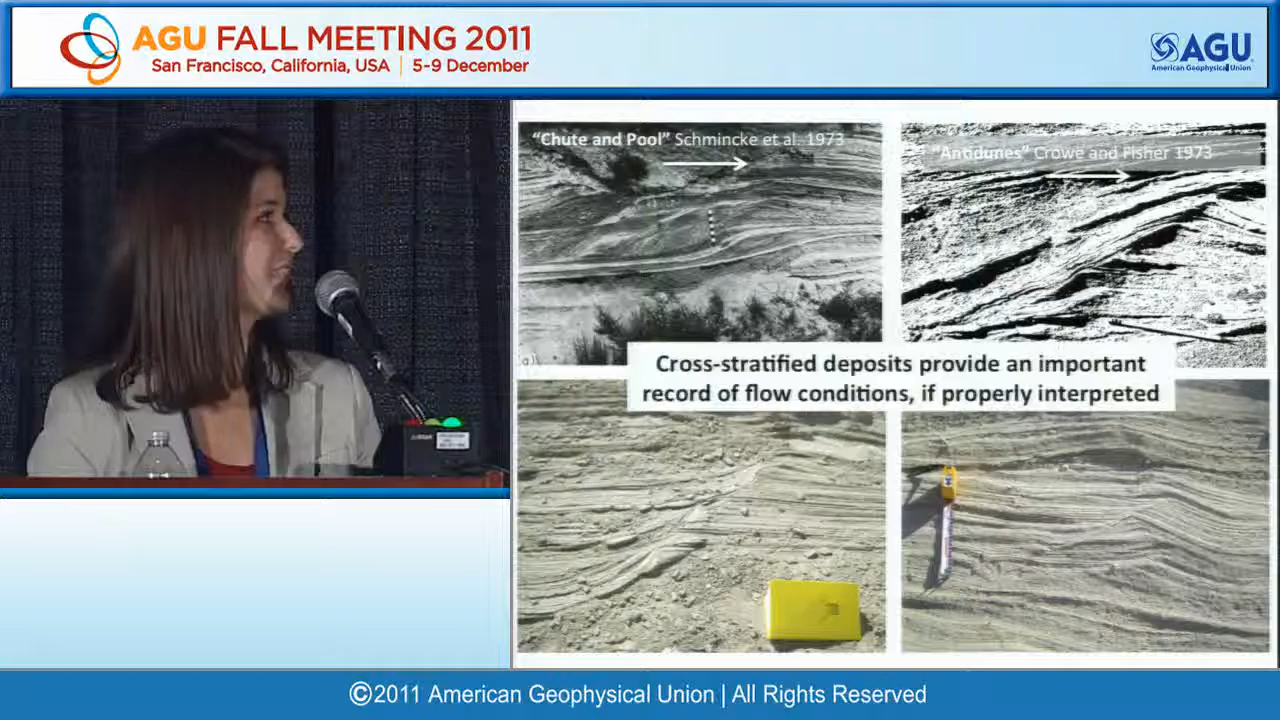 AGU FALL MEETING 2011
San Francisco, California, USA | 5-9 December
AGU
American Geophysical Union
"Chute and Pool" Schmincke et al. 1973
"Antidunes" Crowe and Fisher 1973
Cross-stratified deposits provide an important
record of flow conditions, if properly interpreted
©2011 American Geophysical Union | All Rights Reserved